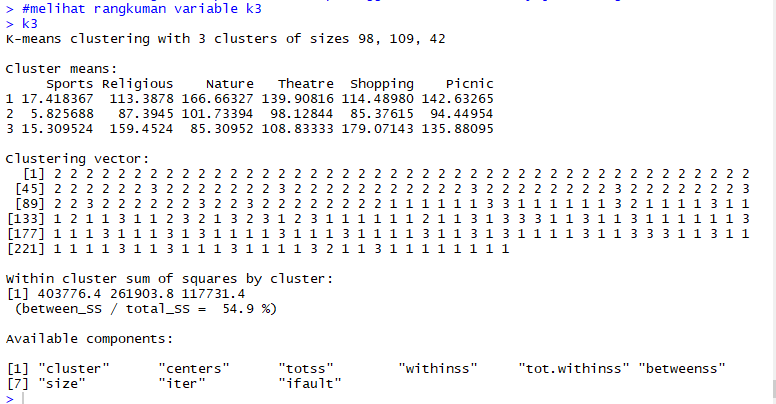 > #melihat rangkuman variable k3
> k3
K-means clustering with 3 clusters of sizes 98, 109, 42
Cluster means:
Sports Religious Nature Theatre Shopping Picnic
1 17.418367 113.3878 166.66327 139.90816 114.48980 142.63265
2 5.825688 87.3945 101.73394 98.12844 85.37615 94.44954
3 15.309524 159.4524 85.30952 108.83333 179.07143 135.88095
Clustering vector:
[1] 2 2 2 2 2 2 2 2 2 2 2 2 2 2 2 2 2 2 2 2 2 2 2 2 2 2 2 2 2 2 2 2 2 2 2 2 2 2 2 2 2 2 2 2
[45] 2 2 2 2 2 2 3 2 2 2 2 2 2 2 3 2 2 2 2 2 2 2 2 2 2 2 3 2 2 2 2 2 2 2 2 3 2 2 2 2 2 2 2 3
[89] 2 2 3 2 2 2 2 2 2 3 2 2 3 2 2 2 2 2 2 2 2 1 1 1 1 1 1 3 3 1 1 1 1 1 1 3 2 1 1 1 1 3 1 1
[133] 1 2 1 1 3 1 1 2 3 2 1 3 2 3 1 2 3 1 1 1 1 1 1 2 1 1 3 1 3 3 3 1 1 3 1 1 3 1 1 1 1 1 1 3
[177] 1 1 1 3 1 1 1 3 1 3 1 1 1 1 3 1 1 1 3 1 1 1 1 3 1 1 3 1 3 1 1 1 1 3 1 1 3 3 3 1 1 3 1 1
[221] 1 1 1 1 3 1 1 3 1 1 1 3 1 1 1 1 3 2 1 1 3 1 1 1 1 1 1 1 1
Within cluster sum of squares by cluster:
[1] 403776.4 261903.8 117731.4
(between_SS / total_SS = 54.9 %)
Available components:
[1] "cluster" "centers" "totss" "withinss" "tot.withinss" "betweenss"
[7] "size" "iter" "ifault"
>